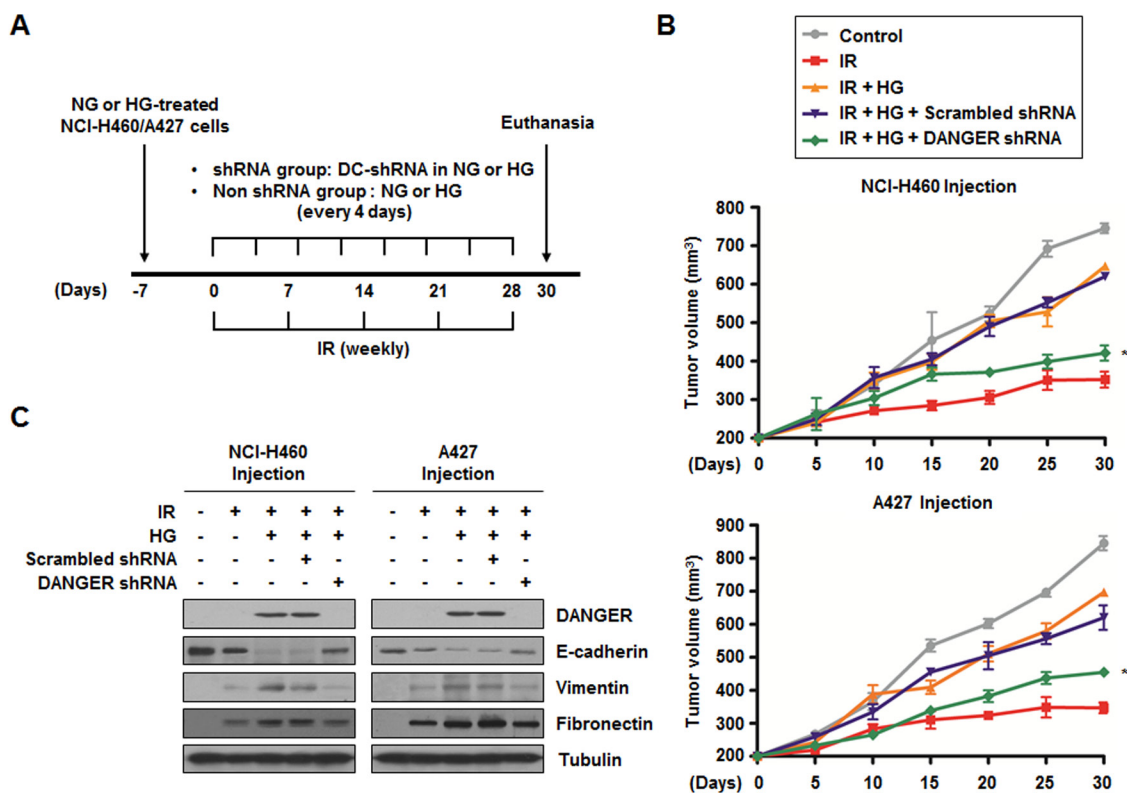 A
NG or HG-treated
NCI-H460/A427 cells
Euthanasia
• shRNA group: DC-shRNA in NG or HG
• Non shRNA group : NG or HG
(every 4 days)
(Days) -7 0 7 14 21 28 30
IR (weekly)
B
Control
IR
IR + HG
IR + HG + Scrambled shRNA
IR + HG + DANGER shRNA
NCI-H460 Injection
Tumor volume (mm³)
800
700
600
500
400
300
200
*
(Days) 0 5 10 15 20 25 30
A427 Injection
Tumor volume (mm³)
900
800
700
600
500
400
300
200
*
(Days) 0 5 10 15 20 25 30
C
NCI-H460
Injection
A427
Injection
IR - + + + + - + + + +
HG - - + + + - - + + +
Scrambled shRNA - - - + - - - - + -
DANGER shRNA - - - - + - - - - +
DANGER
E-cadherin
Vimentin
Fibronectin
Tubulin